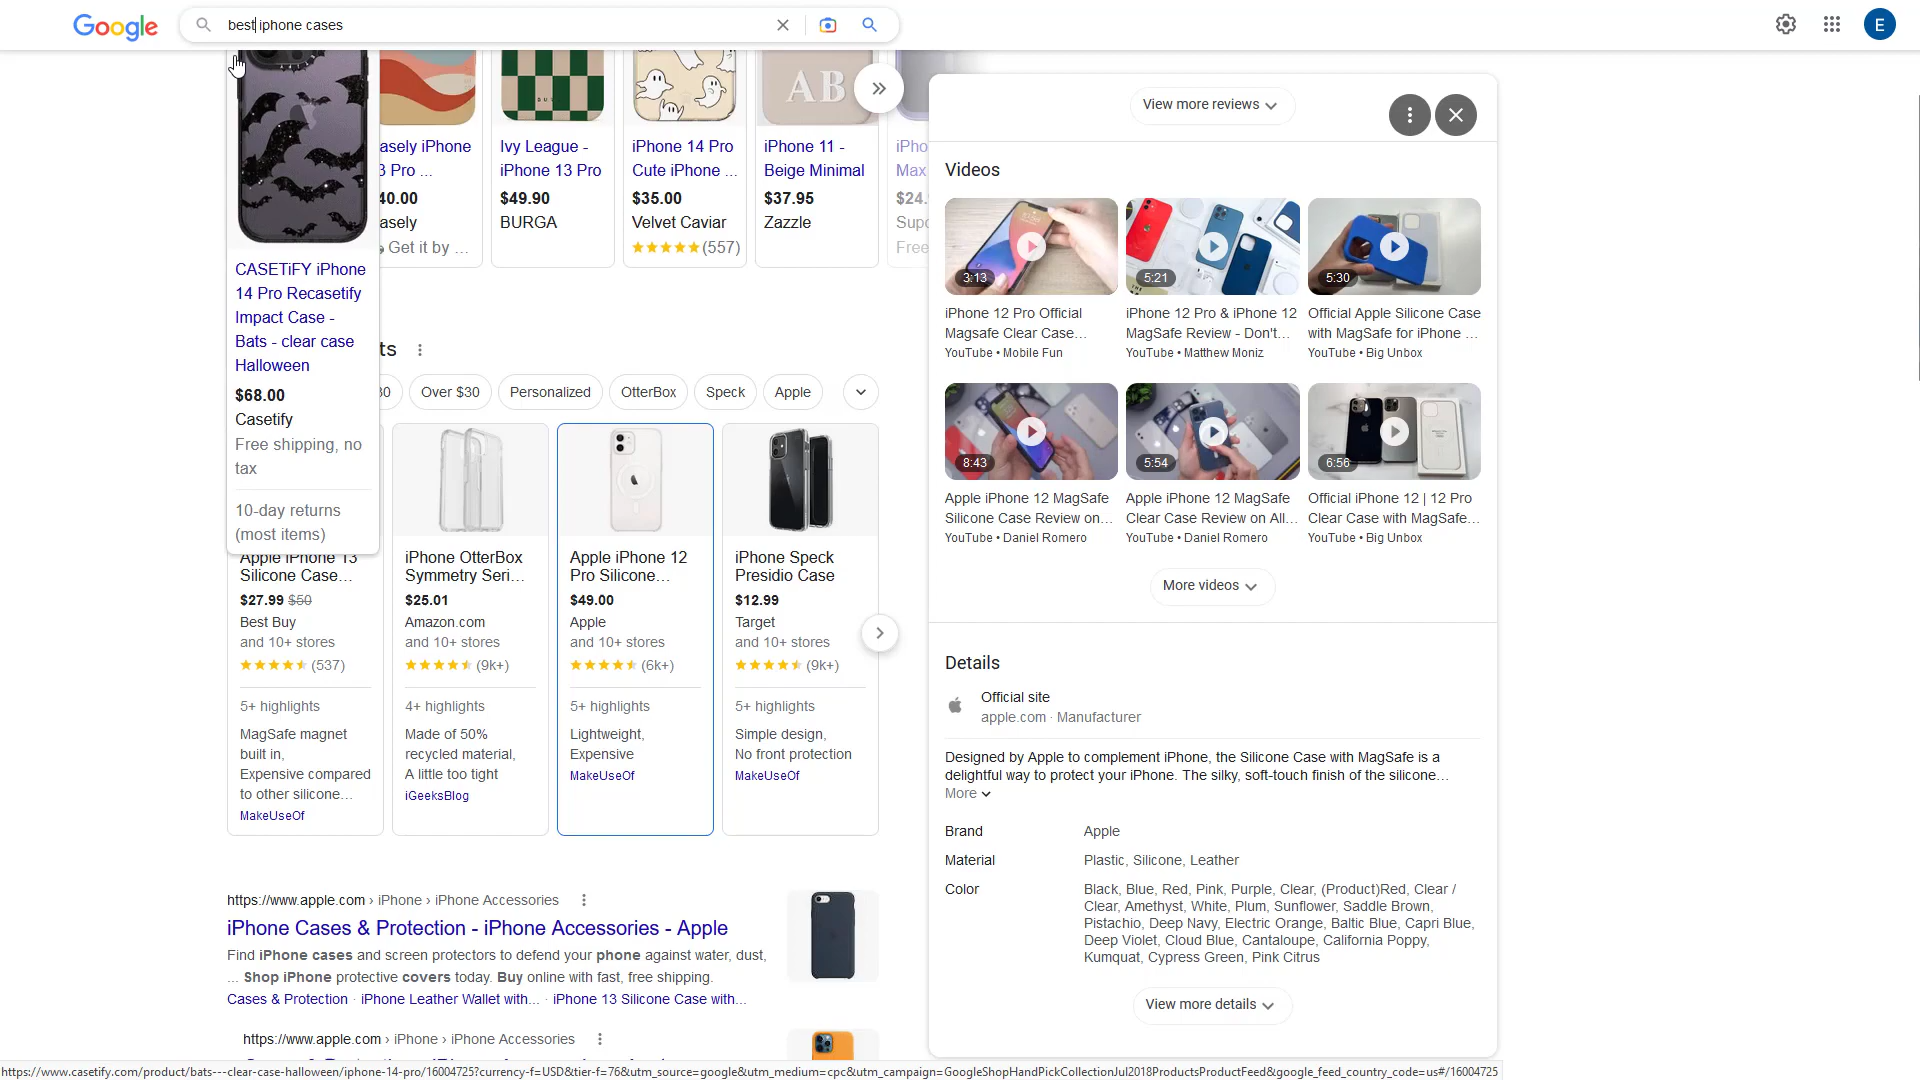 Google
best iphone cases
E
CASETiFY iPhone
14 Pro Recasetify
Impact Case -
Bats - clear case
Halloween
$68.00
Casetify
Free shipping, no
tax
10-day returns
(most items)
asely iPhone
3 Pro ...
40.00
asely
Get it by ...
Ivy League -
iPhone 13 Pro
$49.90
BURGA
iPhone 14 Pro
Cute iPhone ...
$35.00
Velvet Caviar
(557)
AB
iPhone 11 -
Beige Minimal
$37.95
Zazzle
iPho
Max
$24.
Supc
Free
ts
30
Over $30
Personalized
OtterBox
Speck
Apple
Apple iPhone 13
Silicone Case...
$27.99 $50
Best Buy
and 10+ stores
(537)
5+ highlights
MagSafe magnet
built in,
Expensive compared
to other silicone...
MakeUseOf
iPhone OtterBox
Symmetry Seri...
$25.01
Amazon.com
and 10+ stores
(9k+)
4+ highlights
Made of 50%
recycled material,
A little too tight
iGeeksBlog
Apple iPhone 12
Pro Silicone...
$49.00
Apple
and 10+ stores
(6k+)
5+ highlights
Lightweight,
Expensive
MakeUseOf
iPhone Speck
Presidio Case
$12.99
Target
and 10+ stores
(9k+)
5+ highlights
Simple design,
No front protection
MakeUseOf
https://www.apple.com › iPhone › iPhone Accessories
iPhone Cases & Protection - iPhone Accessories - Apple
Find iPhone cases and screen protectors to defend your phone against water, dust,
... Shop iPhone protective covers today. Buy online with fast, free shipping.
Cases & Protection · iPhone Leather Wallet with... · iPhone 13 Silicone Case with...
https://www.apple.com › iPhone › iPhone Accessories
View more reviews
Videos
3:13
iPhone 12 Pro Official
Magsafe Clear Case...
YouTube • Mobile Fun
5:21
iPhone 12 Pro & iPhone 12
MagSafe Review - Don't...
YouTube • Matthew Moniz
5:30
Official Apple Silicone Case
with MagSafe for iPhone ...
YouTube • Big Unbox
8:43
Apple iPhone 12 MagSafe
Silicone Case Review on...
YouTube • Daniel Romero
5:54
Apple iPhone 12 MagSafe
Clear Case Review on All...
YouTube • Daniel Romero
6:56
Official iPhone 12 | 12 Pro
Clear Case with MagSafe...
YouTube • Big Unbox
More videos
Details
Official site
apple.com · Manufacturer
Designed by Apple to complement iPhone, the Silicone Case with MagSafe is a
delightful way to protect your iPhone. The silky, soft-touch finish of the silicone...
More
Brand Apple
Material Plastic, Silicone, Leather
Color Black, Blue, Red, Pink, Purple, Clear, (Product)Red, Clear /
Clear, Amethyst, White, Plum, Sunflower, Saddle Brown,
Pistachio, Deep Navy, Electric Orange, Baltic Blue, Capri Blue,
Deep Violet, Cloud Blue, Cantaloupe, California Poppy,
Kumquat, Cypress Green, Pink Citrus
View more details
https://www.casetify.com/product/bats---clear-case-halloween/iphone-14-pro/16004725?currency-f=USD&tier-f=76&utm_source=google&utm_medium=cpc&utm_campaign=GoogleShopHandPickCollectionJul2018ProductsProductFeed&google_feed_country_code=us#/16004725